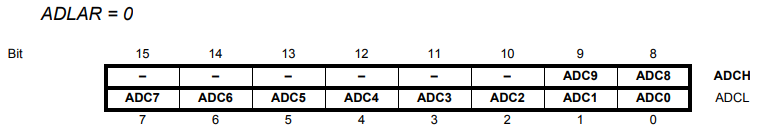 ADLAR = 0
Bit 15 14 13 12 11 10 9 8
– – – – – – ADC9 ADC8 ADCH
ADC7 ADC6 ADC5 ADC4 ADC3 ADC2 ADC1 ADC0 ADCL
7 6 5 4 3 2 1 0